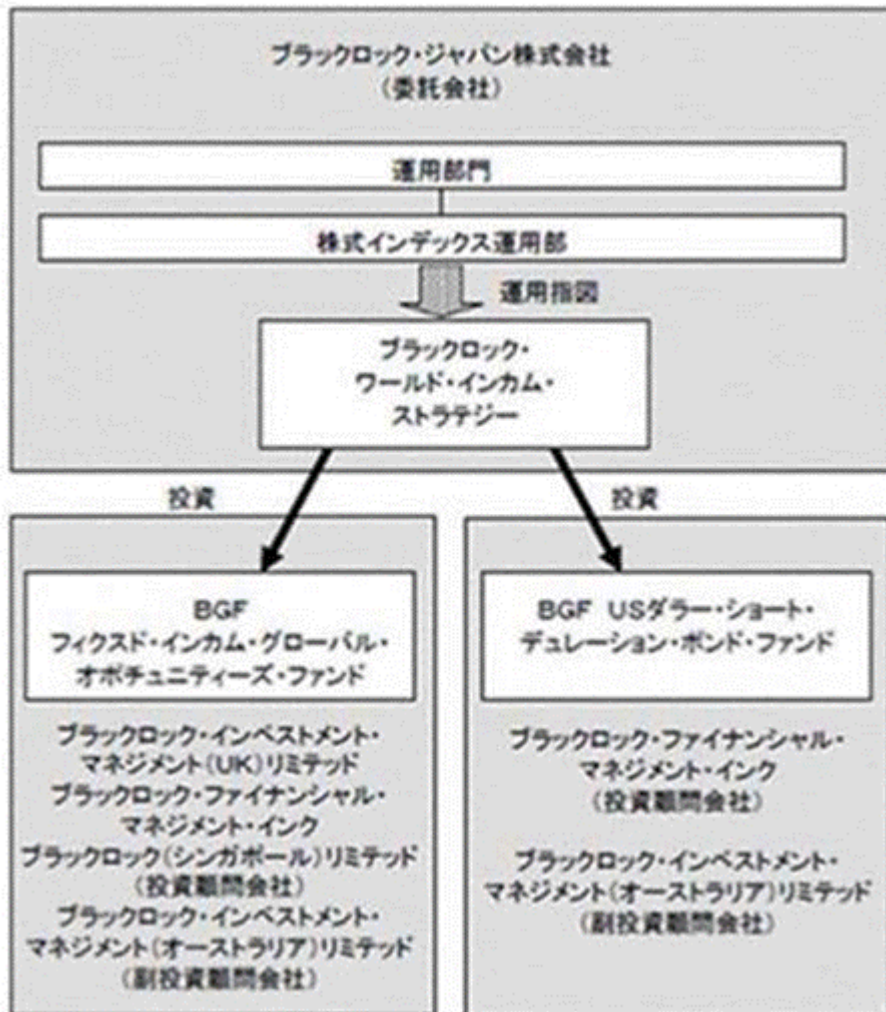 ブラックロック・ジャパン株式会社
（委託会社）
運用部門
株式インデックス運用部
運用指図
ブラックロック・
ワールド・インカム・
ストラテジー
投資
投資
BGF
フィクスド・インカム・グローバル・
オポチュニティーズ・ファンド
ブラックロック・インベストメント・
マネジメント（UK）リミテッド
ブラックロック・ファイナンシャル・
マネジメント・インク
ブラックロック（シンガポール）リミテッド
（投資顧問会社）
ブラックロック・インベストメント・
マネジメント（オーストラリア）リミテッド
（副投資顧問会社）
BGF USダラー・ショート・
デュレーション・ボンド・ファンド
ブラックロック・ファイナンシャル・
マネジメント・インク
（投資顧問会社）
ブラックロック・インベストメント・
マネジメント（オーストラリア）リミテッド
（副投資顧問会社）